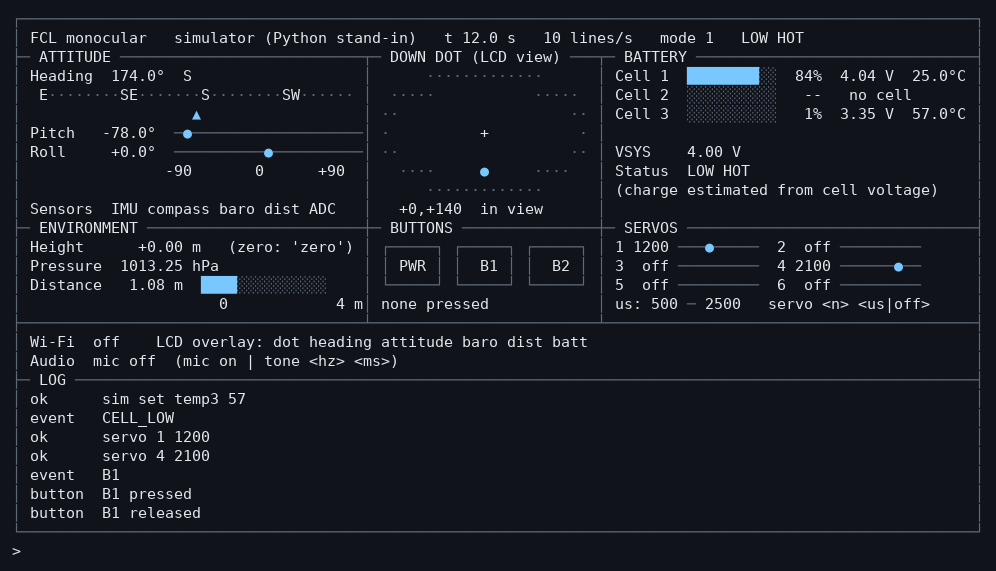 FCL monocular simulator (Python stand-in) t 12.0 s 10 lines/s mode 1 LOW HOT
ATTITUDE
Heading 174.0° S
E········SE·······S········SW······
▲
Pitch -78.0°
Roll +0.0°
-90 0 +90
Sensors IMU compass baro dist ADC
DOWN DOT (LCD view)
+
+0,+140 in view
BATTERY
Cell 1 84% 4.04 V 25.0°C
Cell 2 -- no cell
Cell 3 1% 3.35 V 57.0°C
VSYS 4.00 V
Status LOW HOT
(charge estimated from cell voltage)
ENVIRONMENT
Height +0.00 m (zero: 'zero')
Pressure 1013.25 hPa
Distance 1.08 m
0 4 m
BUTTONS
PWR B1 B2
none pressed
SERVOS
1 1200 2 off
3 off 4 2100
5 off 6 off
us: 500 ─ 2500 servo <n> <us|off>
Wi-Fi off LCD overlay: dot heading attitude baro dist batt
Audio mic off (mic on | tone <hz> <ms>)
LOG
ok sim set temp3 57
event CELL_LOW
ok servo 1 1200
ok servo 4 2100
event B1
button B1 pressed
button B1 released
>